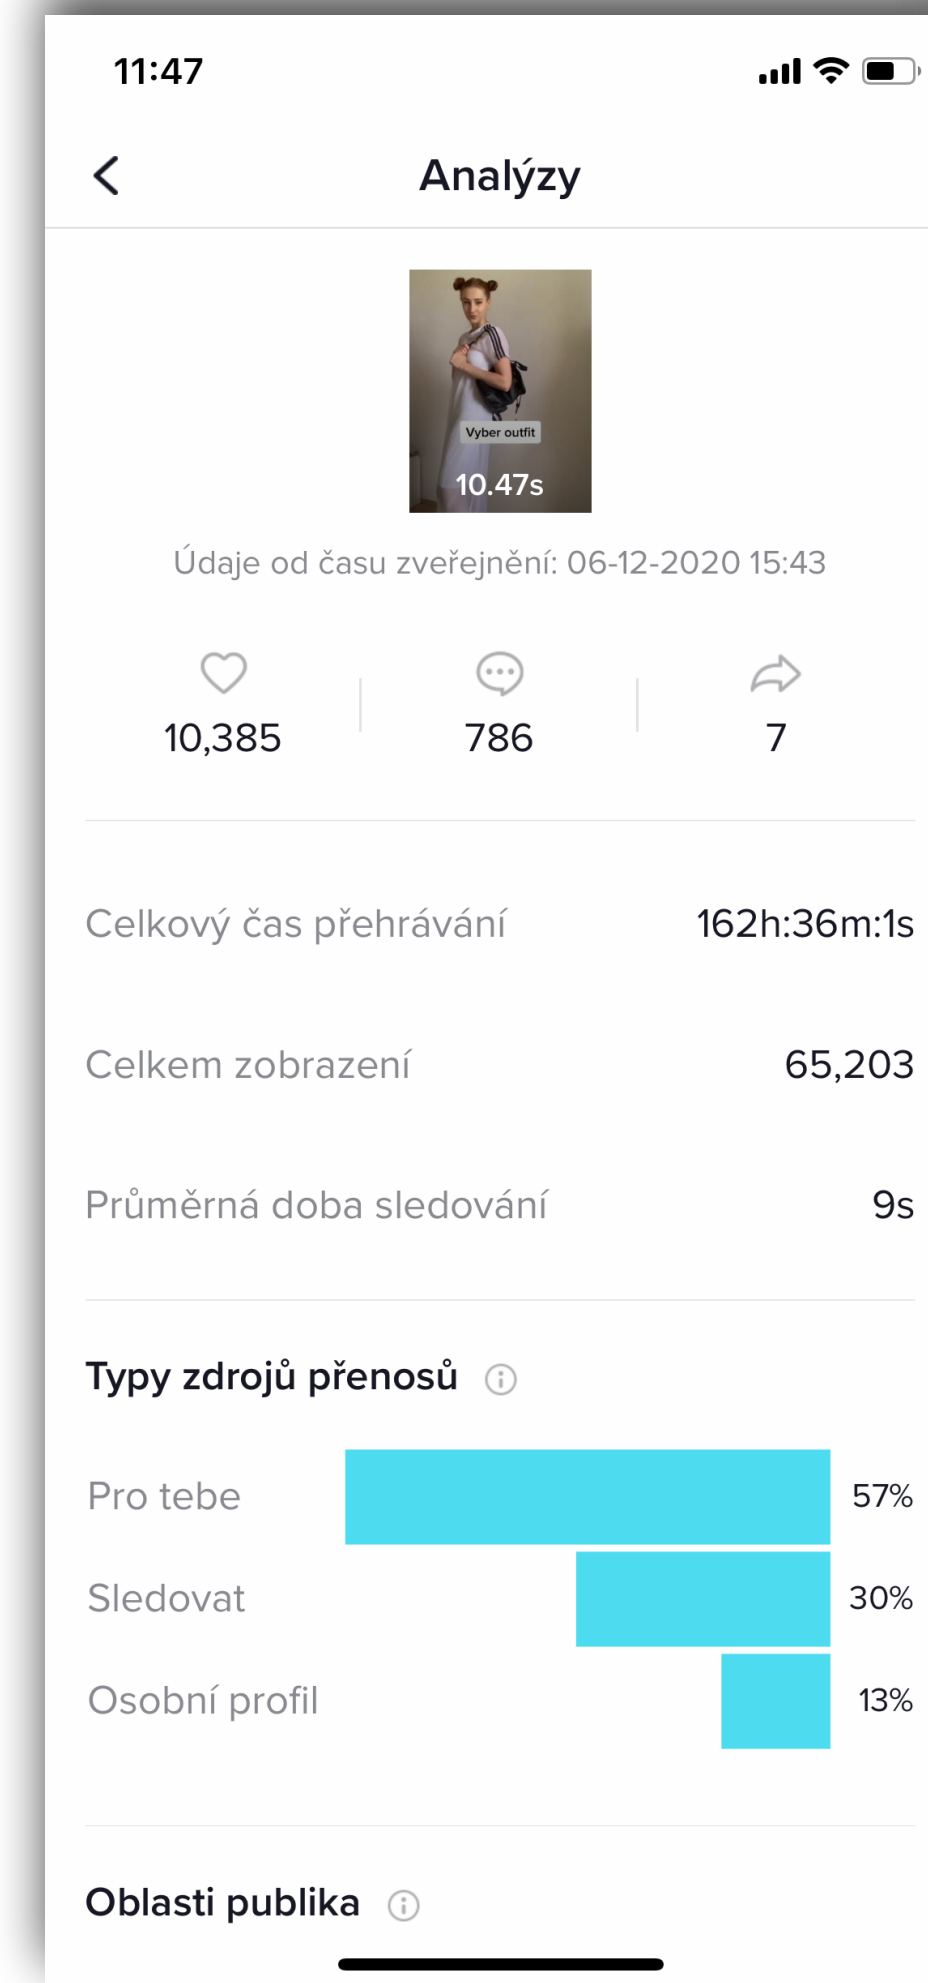 11:47
Analýzy
Vyber outfit
10.47s
Údaje od času zveřejnění: 06-12-2020 15:43
10,385
786
7
Celkový čas přehrávání 162h:36m:1s
Celkem zobrazení 65,203
Průměrná doba sledování 9s
Typy zdrojů přenosů
Pro tebe 57%
Sledovat 30%
Osobní profil 13%
Oblasti publika